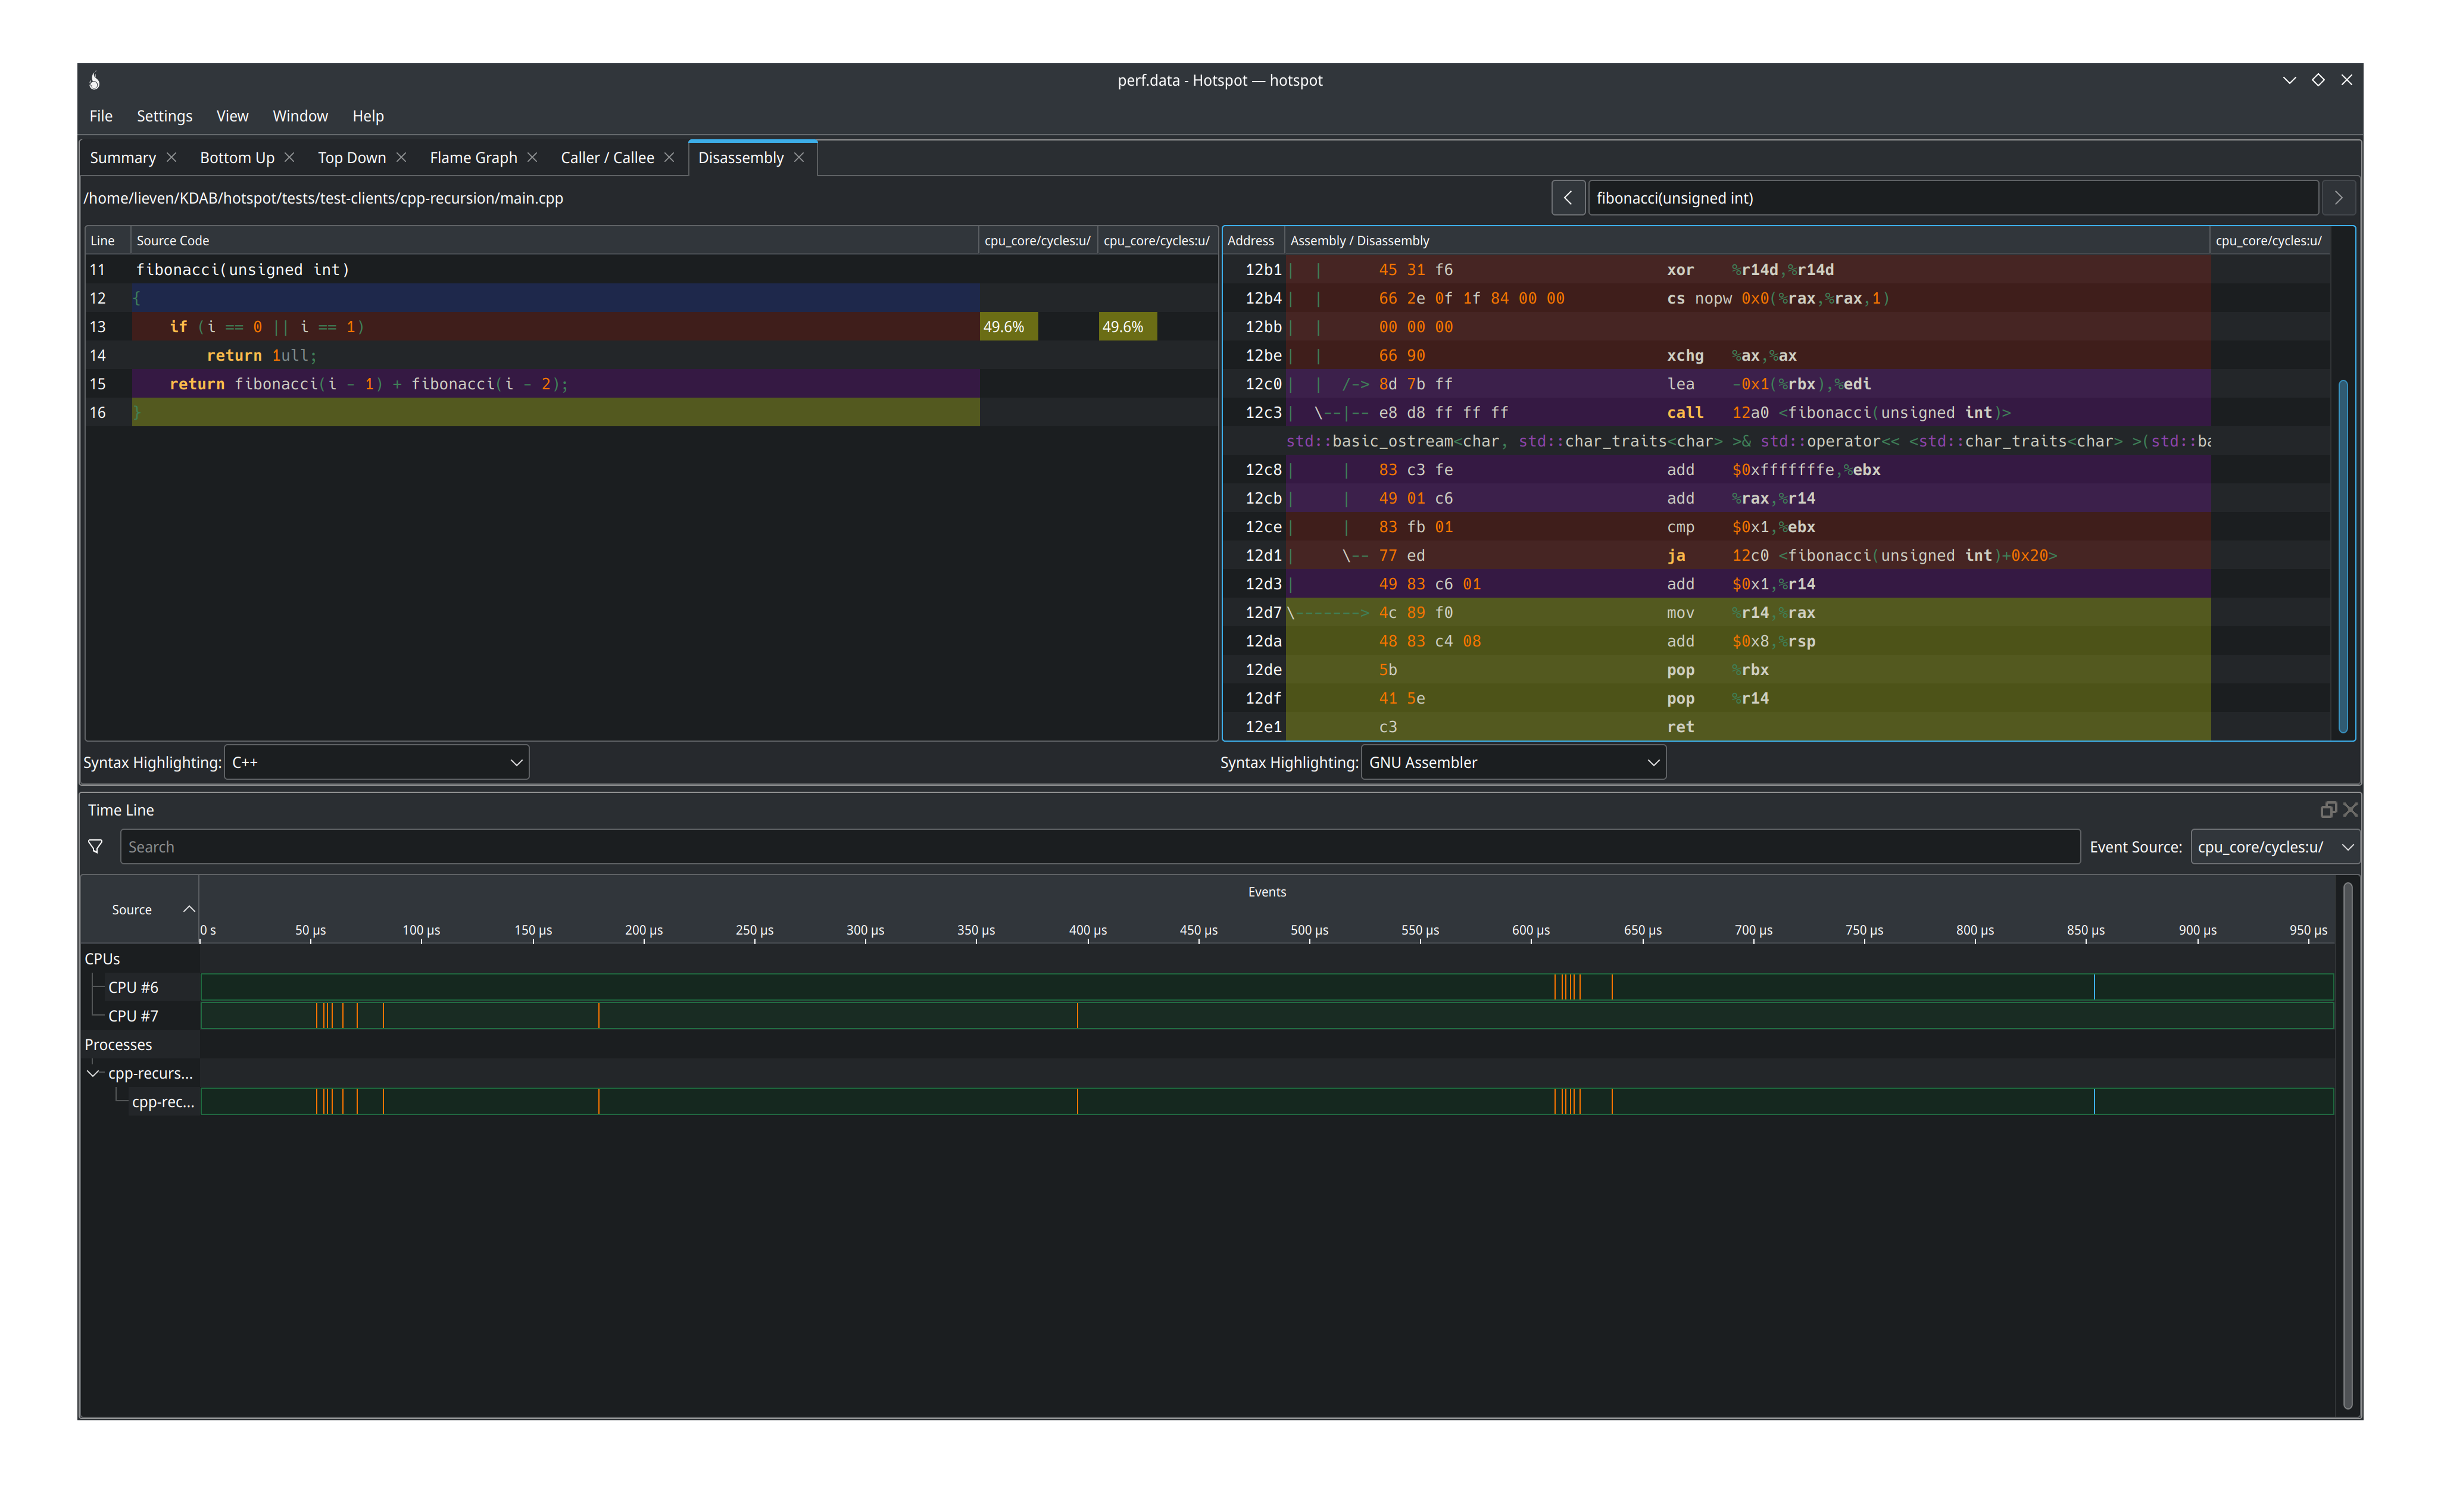 perf.data - Hotspot — hotspot
File Settings View Window Help
Summary Bottom Up Top Down Flame Graph Caller / Callee Disassembly
/home/lieven/KDAB/hotspot/tests/test-clients/cpp-recursion/main.cpp
fibonacci(unsigned int)
Line Source Code cpu_core/cycles:u/ cpu_core/cycles:u/
11 fibonacci(unsigned int)
12 {
13 if (i == 0 || i == 1) 49.6% 49.6%
14 return 1ull;
15 return fibonacci(i - 1) + fibonacci(i - 2);
16 }
Address Assembly / Disassembly cpu_core/cycles:u/
12b1 | | 45 31 f6 xor %r14d,%r14d
12b4 | | 66 2e 0f 1f 84 00 00 cs nopw 0x0(%rax,%rax,1)
12bb | | 00 00 00
12be | | 66 90 xchg %ax,%ax
12c0 | | /-> 8d 7b ff lea -0x1(%rbx),%edi
12c3 | \--|-- e8 d8 ff ff ff call 12a0 <fibonacci(unsigned int)>
std::basic_ostream<char, std::char_traits<char> >& std::operator<< <std::char_traits<char> >(std::ba
12c8 | | 83 c3 fe add $0xfffffffe,%ebx
12cb | | 49 01 c6 add %rax,%r14
12ce | | 83 fb 01 cmp $0x1,%ebx
12d1 | \-- 77 ed ja 12c0 <fibonacci(unsigned int)+0x20>
12d3 | 49 83 c6 01 add $0x1,%r14
12d7 \-------> 4c 89 f0 mov %r14,%rax
12da 48 83 c4 08 add $0x8,%rsp
12de 5b pop %rbx
12df 41 5e pop %r14
12e1 c3 ret
Syntax Highlighting: C++
Syntax Highlighting: GNU Assembler
Time Line
Search Event Source: cpu_core/cycles:u/
Source Events
0 s 50 µs 100 µs 150 µs 200 µs 250 µs 300 µs 350 µs 400 µs 450 µs 500 µs 550 µs 600 µs 650 µs 700 µs 750 µs 800 µs 850 µs 900 µs 950 µs
CPUs
CPU #6
CPU #7
Processes
cpp-recurs...
cpp-rec...